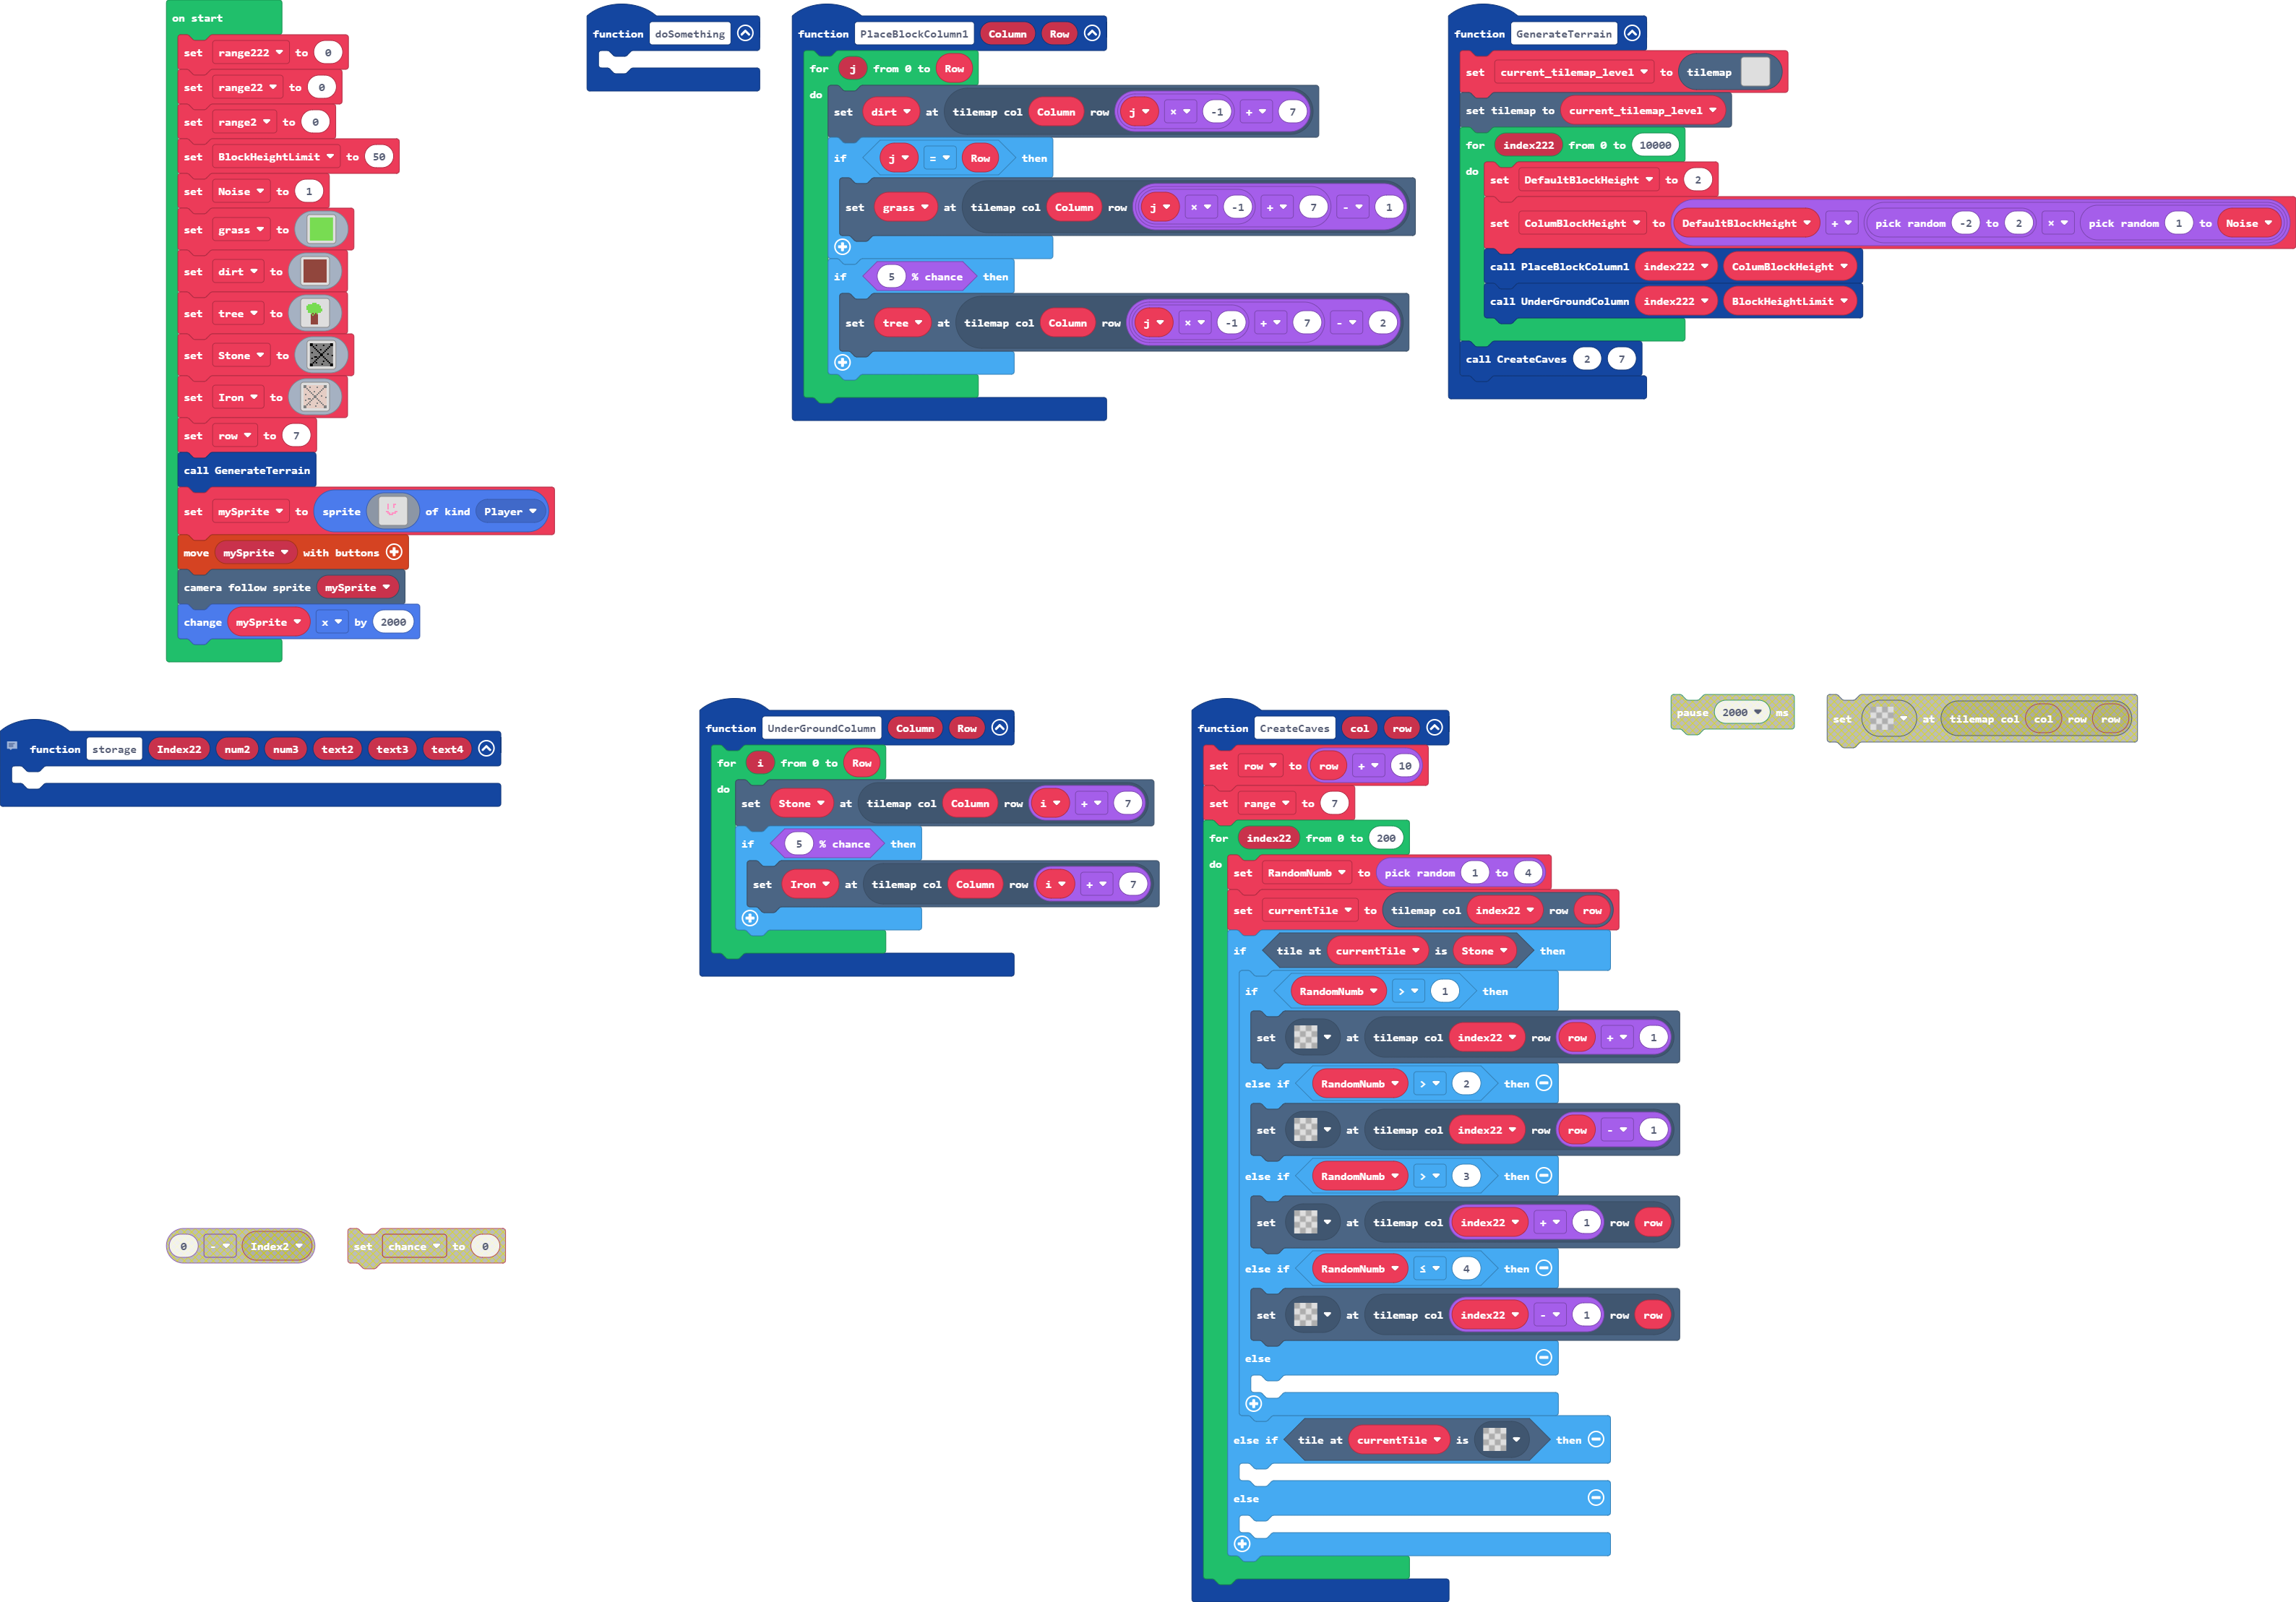 on start
set range222 to 0
set range22 to 0
set range2 to 0
set BlockHeightLimit to 50
set Noise to 1
set grass to
set dirt to
set tree to
set Stone to
set Iron to
set row to 7
call GenerateTerrain
set mySprite to sprite of kind Player
move mySprite with buttons
camera follow sprite mySprite
change mySprite x by 2000
function doSomething
function PlaceBlockColumn1 Column Row
for j from 0 to Row
do
set dirt at tilemap col Column row j × -1 + 7
if j = Row then
set grass at tilemap col Column row j × -1 + 7 - 1
if 5 % chance then
set tree at tilemap col Column row j × -1 + 7 - 2
function GenerateTerrain
set current_tilemap_level to tilemap
set tilemap to current_tilemap_level
for index222 from 0 to 10000
do
set DefaultBlockHeight to 2
set ColumBlockHeight to DefaultBlockHeight + pick random -2 to 2 × pick random 1 to Noise
call PlaceBlockColumn1 index222 ColumBlockHeight
call UnderGroundColumn index222 BlockHeightLimit
call CreateCaves 2 7
function storage Index22 num2 num3 text2 text3 text4
function UnderGroundColumn Column Row
for i from 0 to Row
do
set Stone at tilemap col Column row i + 7
if 5 % chance then
set Iron at tilemap col Column row i + 7
function CreateCaves col row
set row to row + 10
set range to 7
for index22 from 0 to 200
do
set RandomNumb to pick random 1 to 4
set currentTile to tilemap col index22 row row
if tile at currentTile is Stone then
if RandomNumb > 1 then
set at tilemap col index22 row row + 1
else if RandomNumb > 2 then
set at tilemap col index22 row row - 1
else if RandomNumb > 3 then
set at tilemap col index22 + 1 row row
else if RandomNumb ≤ 4 then
set at tilemap col index22 - 1 row row
else
else if tile at currentTile is then
else
pause 2000 ms
set at tilemap col col row row
0 - Index2
set chance to 0